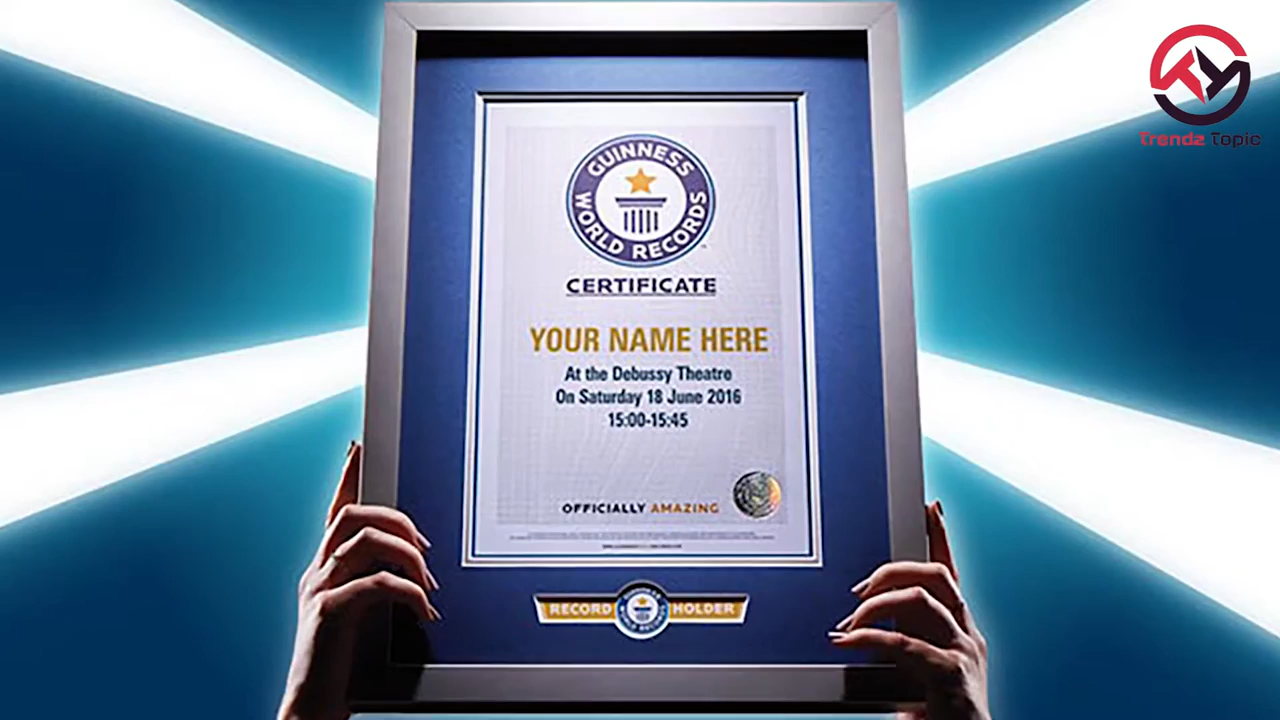 GUINNESS
WORLD RECORDS
CERTIFICATE
YOUR NAME HERE
At the Debussy Theatre
On Saturday 18 June 2016
15:00-15:45
OFFICIALLY AMAZING
RECORD HOLDER
Trendz Topic